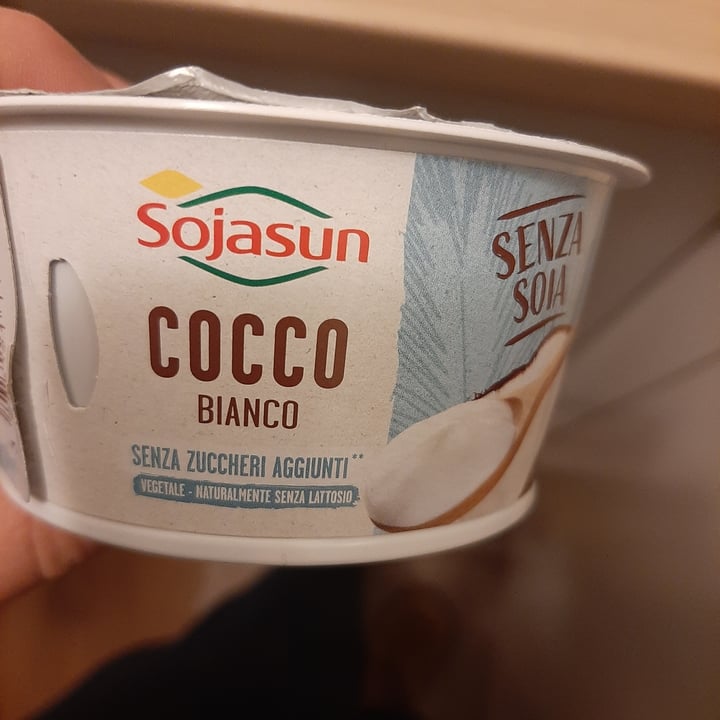 Sojasun
COCCO
BIANCO
SENZA ZUCCHERI AGGIUNTI**
VEGETALE - NATURALMENTE SENZA LATTOSIO
SENZA
SOIA